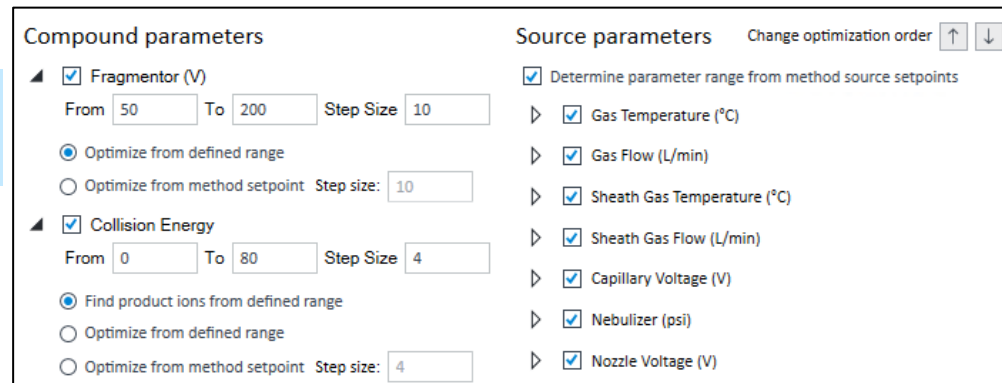 Compound parameters
Fragmentor (V)
From 50 To 200 Step Size 10
Optimize from defined range
Optimize from method setpoint Step size: 10
Collision Energy
From 0 To 80 Step Size 4
Find product ions from defined range
Optimize from defined range
Optimize from method setpoint Step size: 4
Source parameters Change optimization order ↑ ↓
Determine parameter range from method source setpoints
Gas Temperature (°C)
Gas Flow (L/min)
Sheath Gas Temperature (°C)
Sheath Gas Flow (L/min)
Capillary Voltage (V)
Nebulizer (psi)
Nozzle Voltage (V)